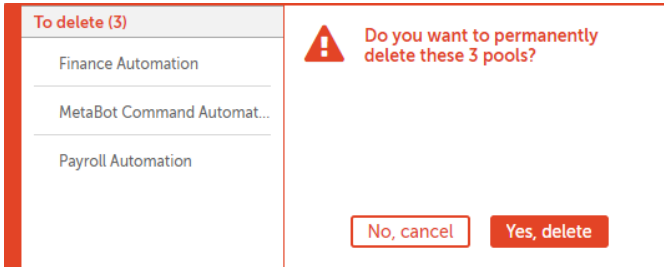 To delete (3)
Finance Automation
MetaBot Command Automat...
Payroll Automation
Do you want to permanently
delete these 3 pools?
No, cancel
Yes, delete